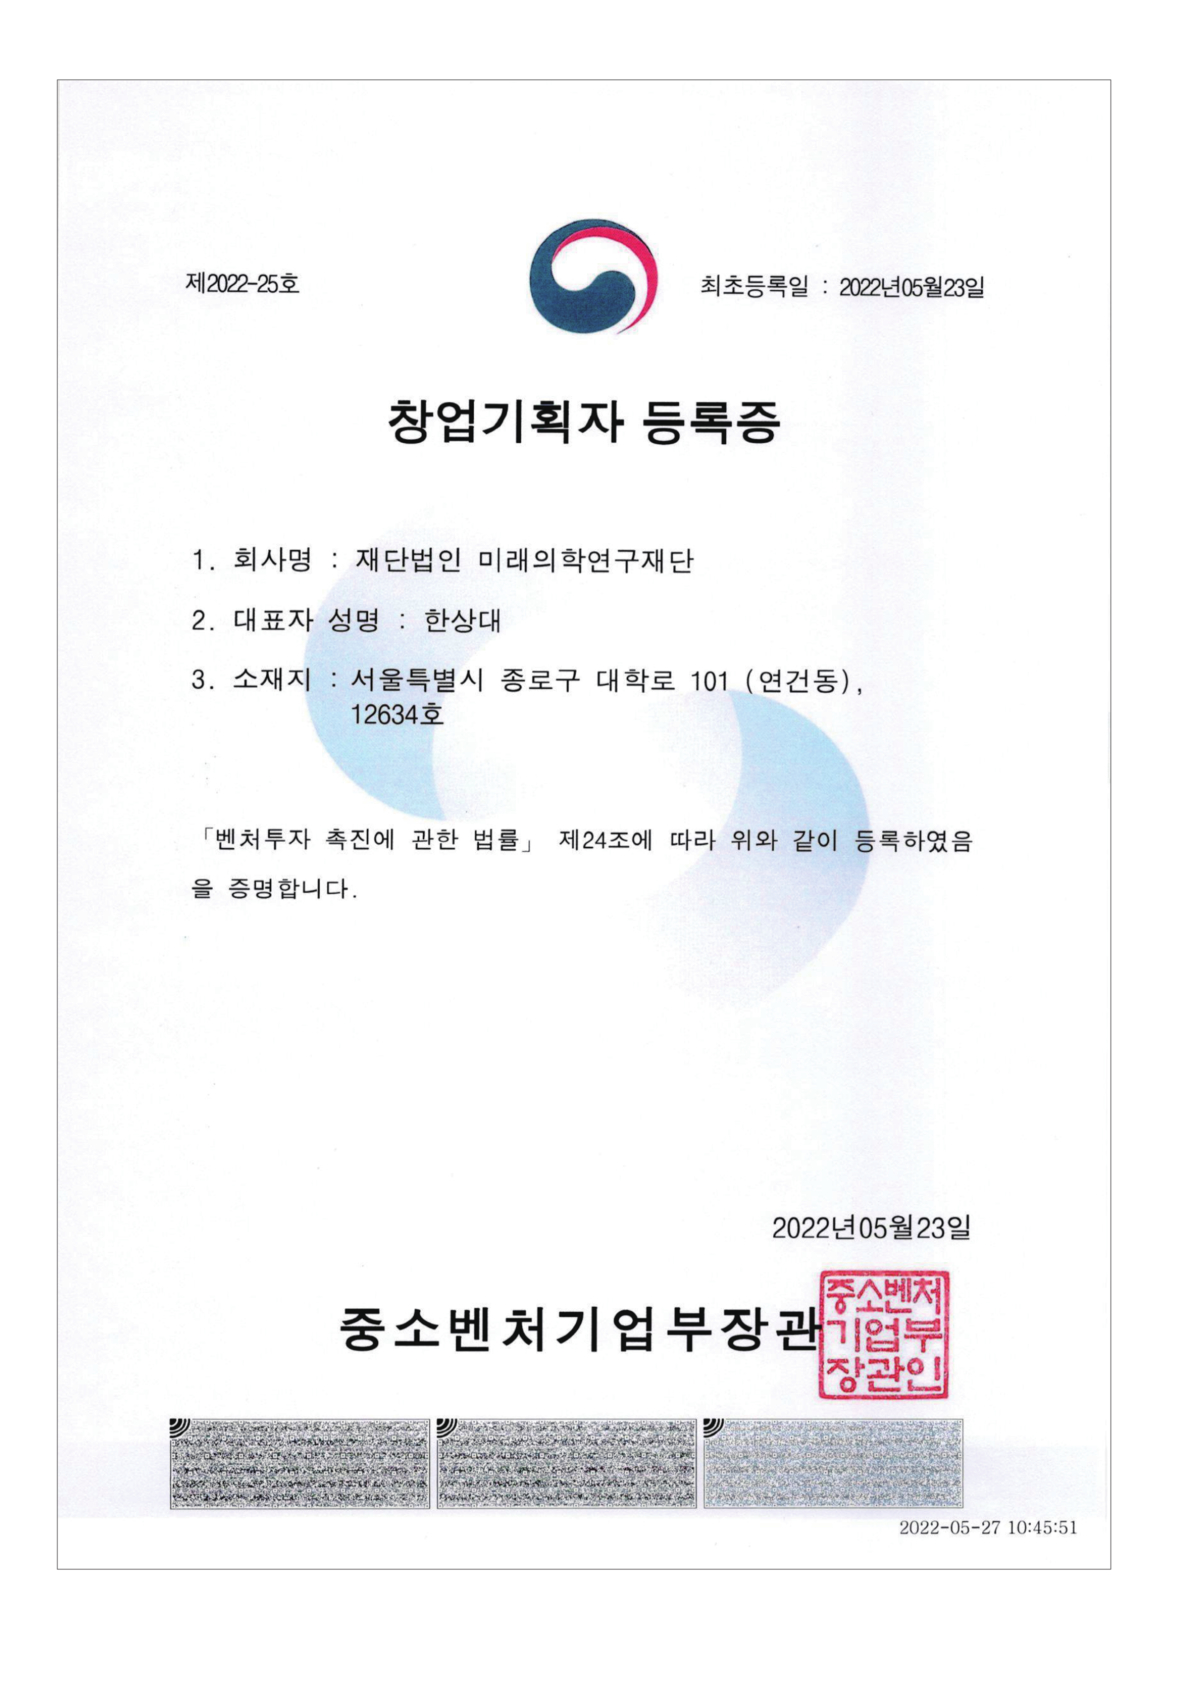 제2022-25호
최초등록일 : 2022년05월23일
창업기획자 등록증
1. 회사명 : 재단법인 미래의학연구재단
2. 대표자 성명 : 한상대
3. 소재지 : 서울특별시 종로구 대학로 101 (연건동),
12634호
「벤처투자 촉진에 관한 법률」 제24조에 따라 위와 같이 등록하였음
을 증명합니다.
2022년05월23일
중소벤처기업부장관
중소벤처
기업부
장관인
2022-05-27 10:45:51